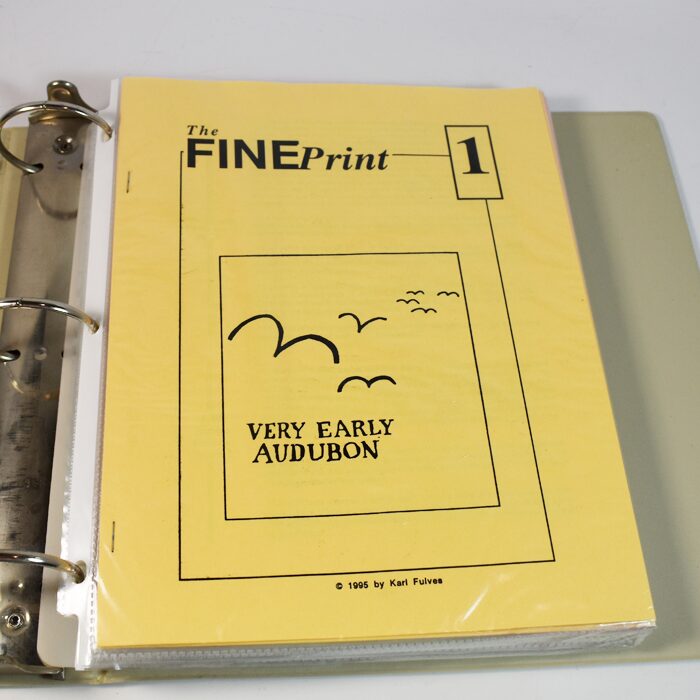 The
FINEPrint
1
VERY EARLY
AUDUBON
© 1995 by Karl Fulves